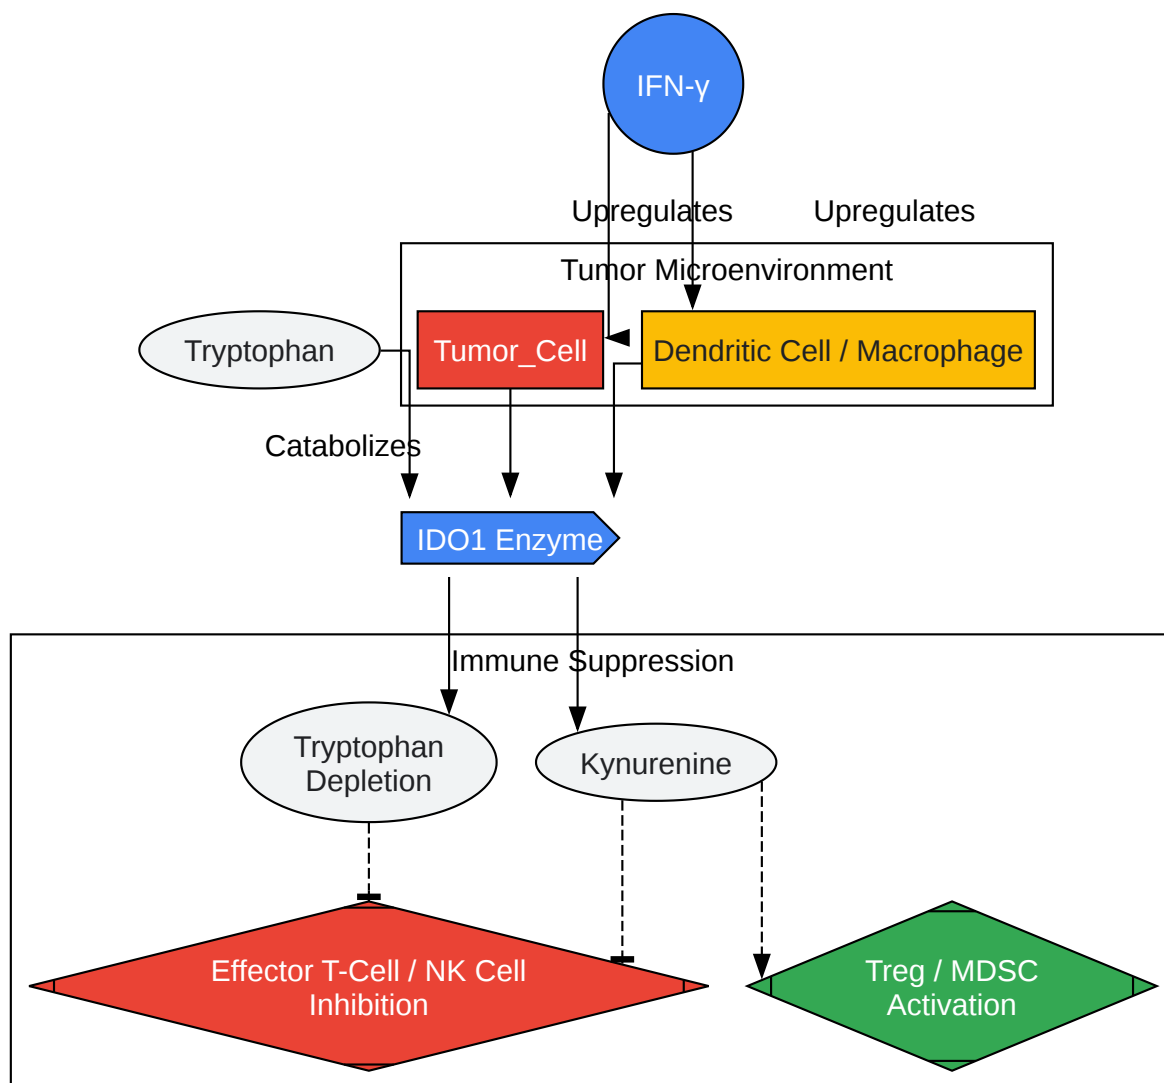 IFN-γ
Upregulates
Upregulates
Tumor Microenvironment
Tryptophan
Tumor_Cell
Dendritic Cell / Macrophage
Catabolizes
IDO1 Enzyme
Immune Suppression
Tryptophan
Depletion
Kynurenine
Effector T-Cell / NK Cell
Inhibition
Treg / MDSC
Activation